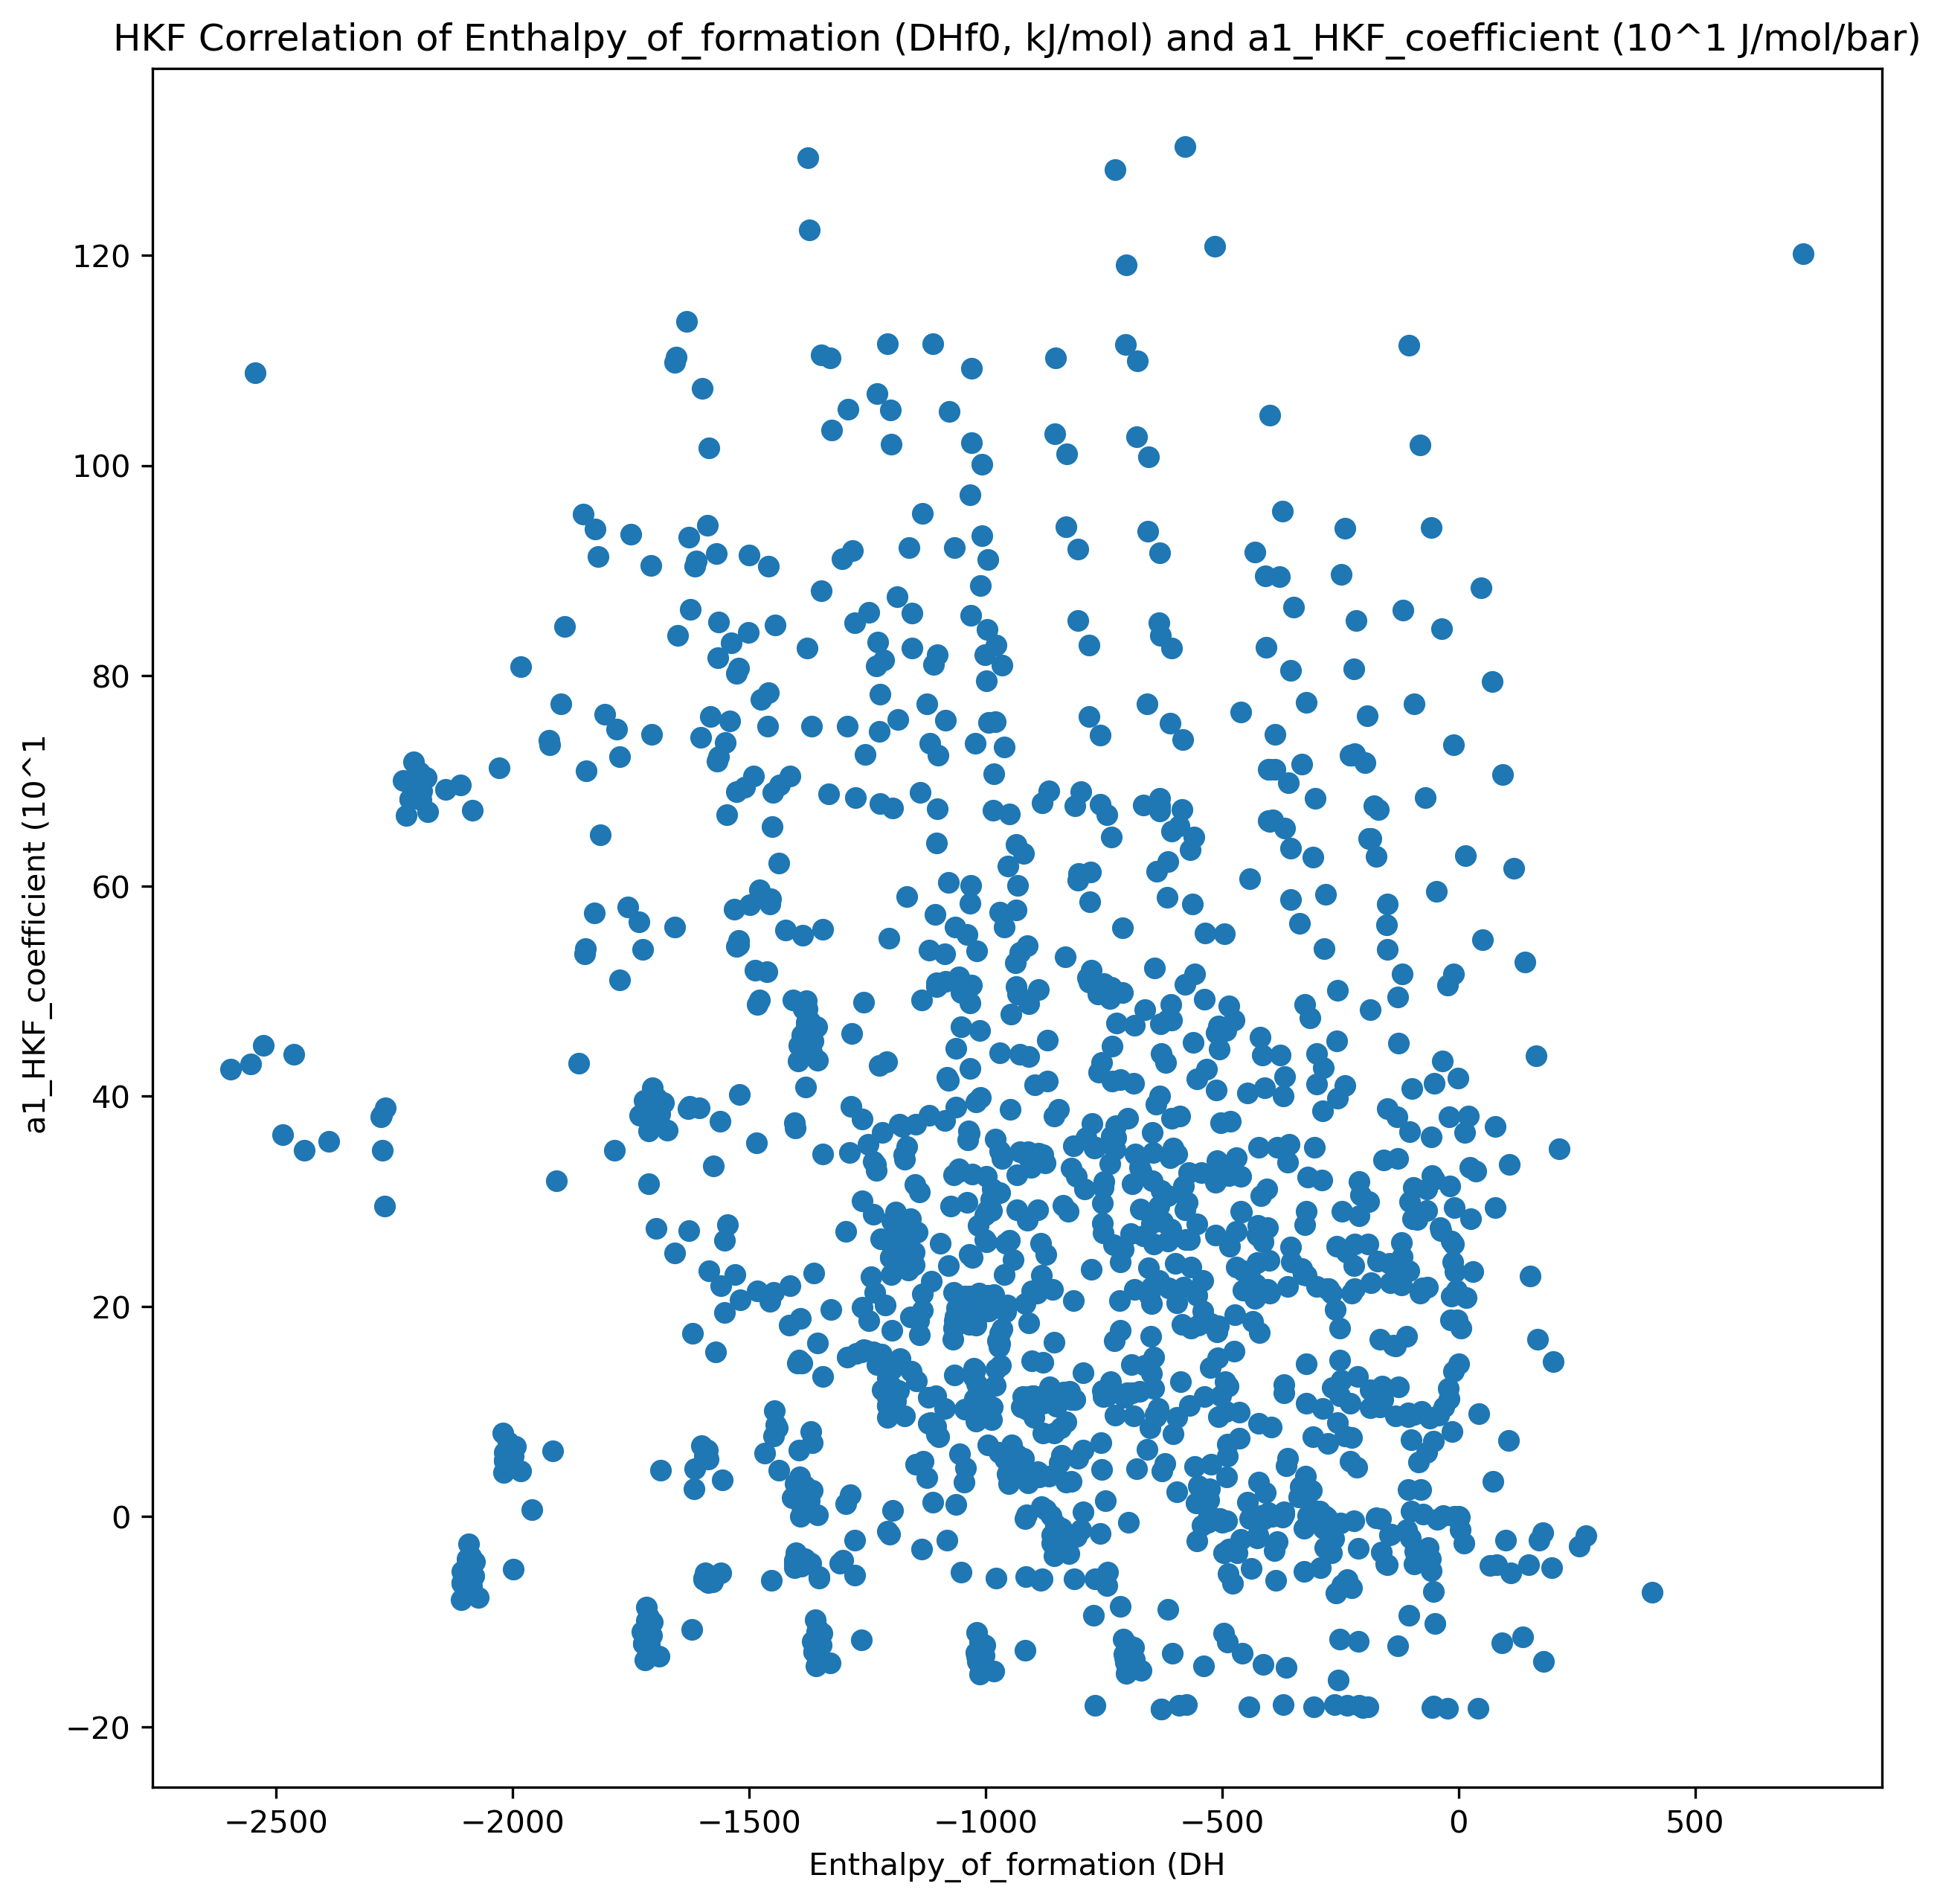 HKF Correlation of Enthalpy_of_formation (DHf0, kJ/mol) and a1_HKF_coefficient (10^1 J/mol/bar)
120
100
80
60
40
20
0
−20
a1_HKF_coefficient (10^1
−2500 −2000 −1500 −1000 −500 0 500
Enthalpy_of_formation (DH